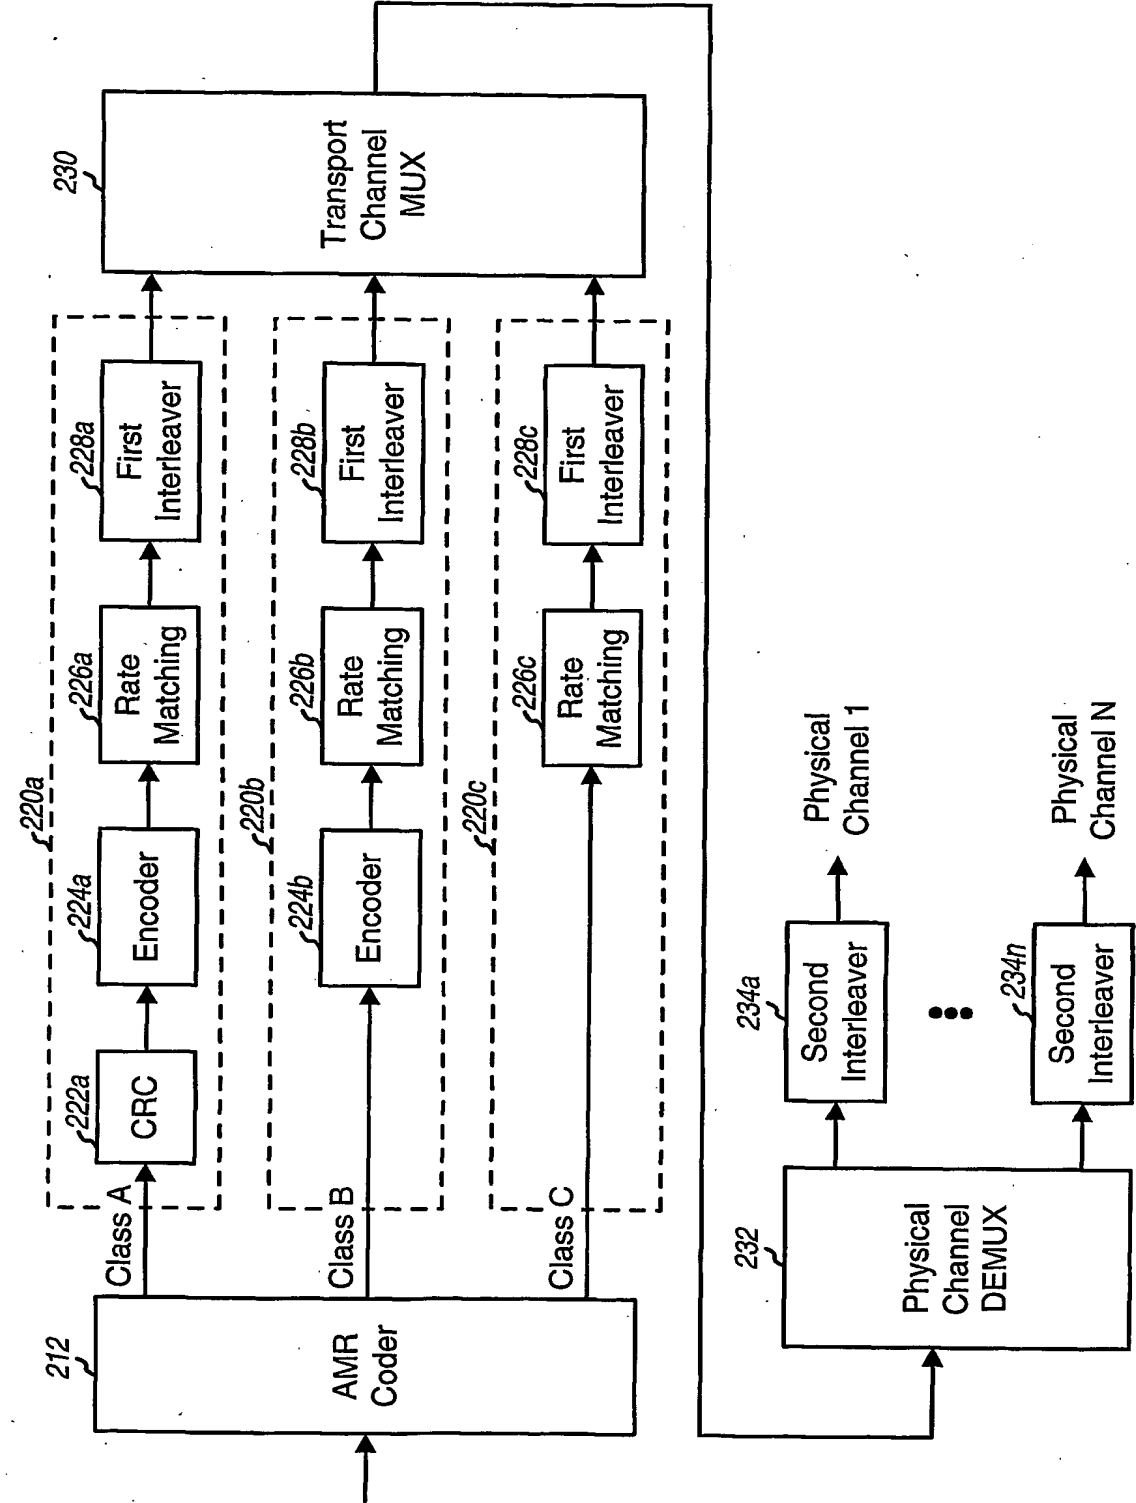 212
AMR
Coder
Class A
Class B
Class C
220a
222a
CRC
224a
Encoder
226a
Rate
Matching
228a
First
Interleaver
220b
224b
Encoder
226b
Rate
Matching
228b
First
Interleaver
220c
226c
Rate
Matching
228c
First
Interleaver
230
Transport
Channel
MUX
232
Physical
Channel
DEMUX
234a
Second
Interleaver
Physical
Channel 1
234n
Second
Interleaver
Physical
Channel N